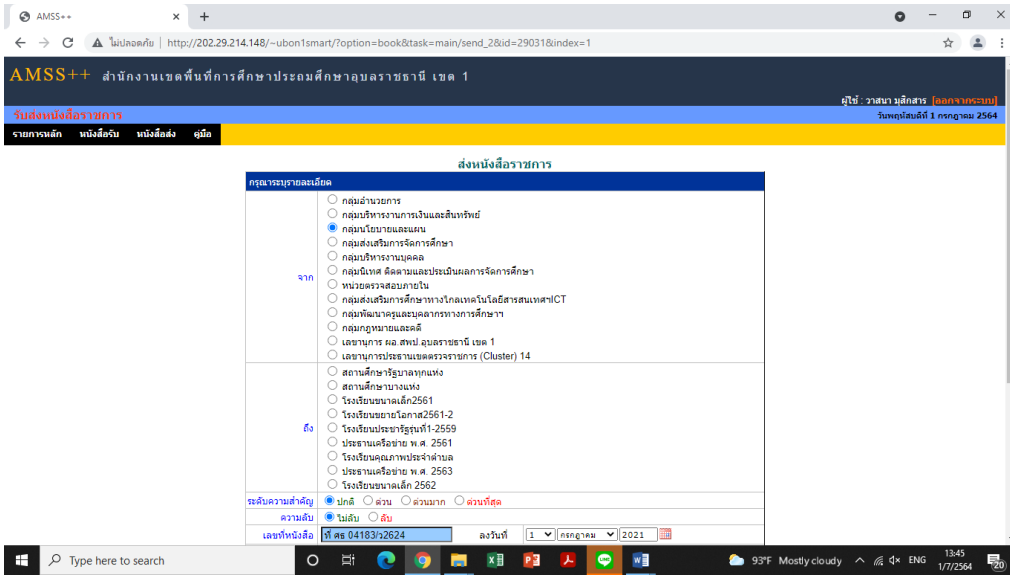 AMSS++
ไม่ปลอดภัย | http://202.29.214.148/~ubon1smart/?option=book&task=main/send_2&id=29031&index=1
AMSS++ สำนักงานเขตพื้นที่การศึกษาประถมศึกษาอุบลราชธานี เขต 1
ผู้ใช้ : วาสนา มุสิกสาร [ออกจากระบบ]
รับส่งหนังสือราชการ
วันพฤหัสบดีที่ 1 กรกฎาคม 2564
รายการหลัก หนังสือรับ หนังสือส่ง คู่มือ
ส่งหนังสือราชการ
กรุณาระบุรายละเอียด
จาก
กลุ่มอำนวยการ
กลุ่มบริหารงานการเงินและสินทรัพย์
กลุ่มนโยบายและแผน
กลุ่มส่งเสริมการจัดการศึกษา
กลุ่มบริหารงานบุคคล
กลุ่มนิเทศ ติดตามและประเมินผลการจัดการศึกษา
หน่วยตรวจสอบภายใน
กลุ่มส่งเสริมการศึกษาทางไกลเทคโนโลยีสารสนเทศฯICT
กลุ่มพัฒนาครูและบุคลากรทางการศึกษาฯ
กลุ่มกฎหมายและคดี
เลขานุการ ผอ.สพป.อุบลราชธานี เขต 1
เลขานุการประธานเขตตรวจราชการ (Cluster) 14
ถึง
สถานศึกษารัฐบาลทุกแห่ง
สถานศึกษาบางแห่ง
โรงเรียนขนาดเล็ก2561
โรงเรียนขยายโอกาส2561-2
โรงเรียนประชารัฐรุ่นที่1-2559
ประธานเครือข่าย พ.ศ. 2561
โรงเรียนคุณภาพประจำตำบล
ประธานเครือข่าย พ.ศ. 2563
โรงเรียนขนาดเล็ก 2562
ระดับความสำคัญ ปกติ ด่วน ด่วนมาก ด่วนที่สุด
ความลับ ไม่ลับ ลับ
เลขที่หนังสือ ที่ ศธ 04183/ว2624 ลงวันที่ 1 กรกฎาคม 2021
Type here to search
93°F Mostly cloudy
ENG
13:45
1/7/2564
20